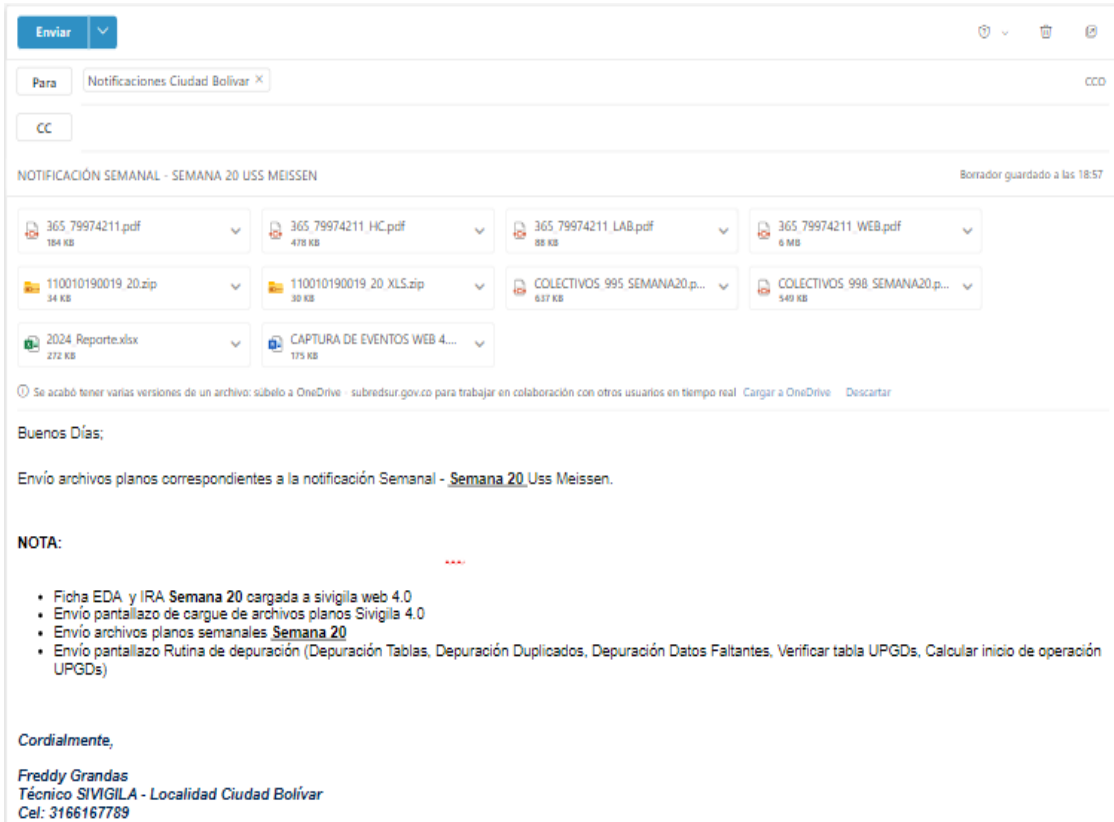 Enviar
Para Notificaciones Ciudad Bolivar × CCO
CC
NOTIFICACIÓN SEMANAL - SEMANA 20 USS MEISSEN Borrador guardado a las 18:57
365_79974211.pdf 365_79974211_HC.pdf 365_79974211_LAB.pdf 365_79974211_WEB.pdf
184 KB 478 KB 88 KB 6 MB
110010190019_20.zip 110010190019_20_XLS.zip COLECTIVOS_995_SEMANA20.p... COLECTIVOS_998_SEMANA20.p...
34 KB 30 KB 637 KB 549 KB
2024_Reporte.xlsx CAPTURA DE EVENTOS WEB 4....
272 KB 175 KB
Se acabó tener varias versiones de un archivo: súbelo a OneDrive - subredsur.gov.co para trabajar en colaboración con otros usuarios en tiempo real Cargar a OneDrive Descartar
Buenos Días;
Envío archivos planos correspondientes a la notificación Semanal - Semana 20 Uss Meissen.
NOTA:
• Ficha EDA y IRA Semana 20 cargada a sivigila web 4.0
• Envío pantallazo de cargue de archivos planos Sivigila 4.0
• Envío archivos planos semanales Semana 20
• Envío pantallazo Rutina de depuración (Depuración Tablas, Depuración Duplicados, Depuración Datos Faltantes, Verificar tabla UPGDs, Calcular inicio de operación
UPGDs)
Cordialmente,
Freddy Grandas
Técnico SIVIGILA - Localidad Ciudad Bolívar
Cel: 3166167789